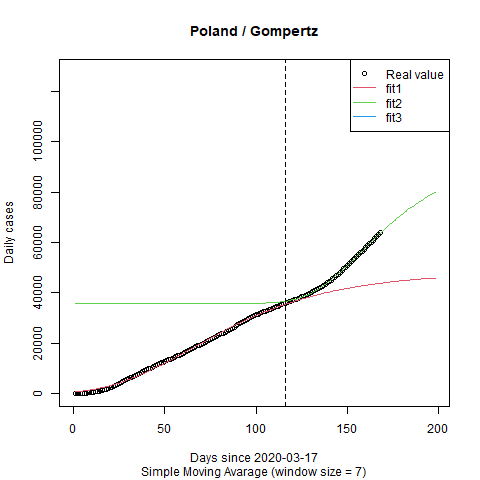 Poland / Gompertz
Real value
fit1
fit2
fit3
Daily cases
0
20000
40000
60000
80000
100000
0
50
100
150
200
Days since 2020-03-17
Simple Moving Avarage (window size = 7)